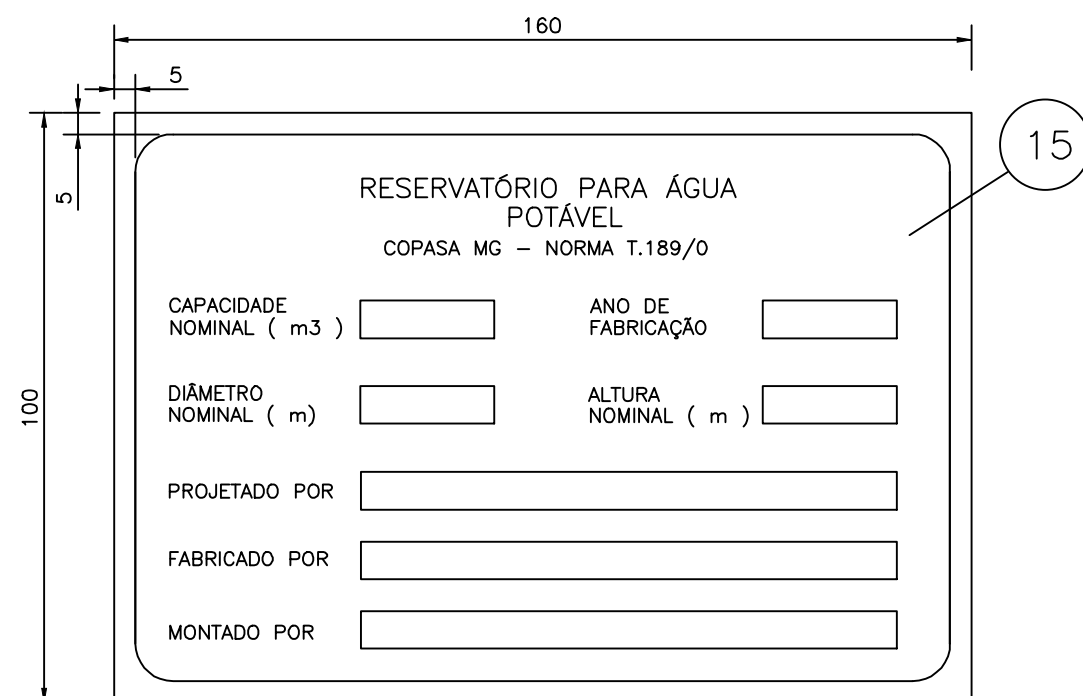 160
5
5
15
RESERVATÓRIO PARA ÁGUA
POTÁVEL
COPASA MG – NORMA T.189/0
CAPACIDADE
NOMINAL ( m3 )
ANO DE
FABRICAÇÃO
100
DIÂMETRO
NOMINAL ( m)
ALTURA
NOMINAL ( m )
PROJETADO POR
FABRICADO POR
MONTADO POR